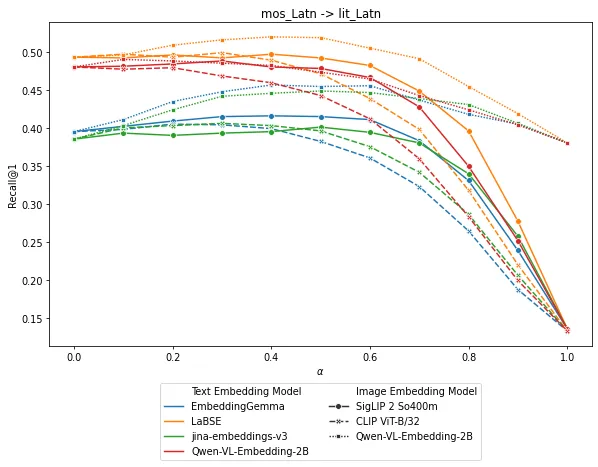 mos_Latn -> lit_Latn
Recall@1
0.50
0.45
0.40
0.35
0.30
0.25
0.20
0.15
0.0 0.2 0.4 0.6 0.8 1.0
α
Text Embedding Model Image Embedding Model
EmbeddingGemma SigLIP 2 So400m
LaBSE CLIP ViT-B/32
jina-embeddings-v3 Qwen-VL-Embedding-2B
Qwen-VL-Embedding-2B